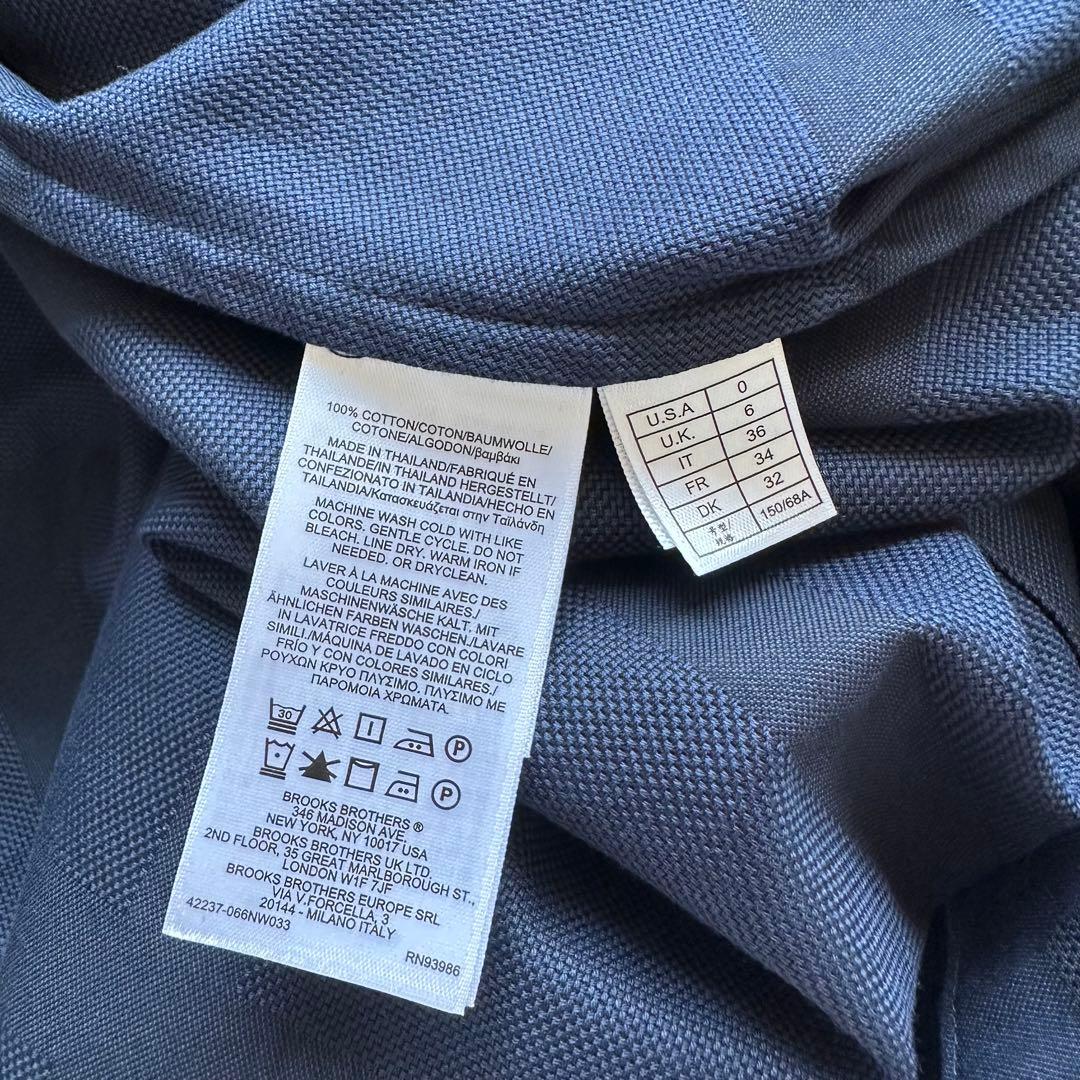 100% COTTON/COTON/BAUMWOLLE/
COTONE/ALGODON/βαμβάκι
MADE IN THAILAND/FABRIQUÉ EN
THAILANDE/IN THAILAND HERGESTELLT/
CONFEZIONATO IN TAILANDIA/HECHO EN
TAILANDIA/Κατασκευάζεται στην Ταϊλάνδη
MACHINE WASH COLD WITH LIKE
COLORS. GENTLE CYCLE. DO NOT
BLEACH. LINE DRY. WARM IRON IF
NEEDED. OR DRYCLEAN.
LAVER À LA MACHINE AVEC DES
COULEURS SIMILAIRES./
MASCHINENWÄSCHE KALT. MIT
ÄHNLICHEN FARBEN WASCHEN./LAVARE
IN LAVATRICE FREDDO CON COLORI
SIMILI./MÁQUINA DE LAVADO EN CICLO
FRÍO Y CON COLORES SIMILARES./
ΡΟΥΧΩΝ ΚΡΥΟ ΠΛΥΣΙΜΟ. ΠΛΥΣΙΜΟ ΜΕ
ΠΑΡΟΜΟΙΑ ΧΡΩΜΑΤΑ.
30 P
P
BROOKS BROTHERS ®
346 MADISON AVE.
NEW YORK, NY 10017 USA
BROOKS BROTHERS UK LTD.
2ND FLOOR, 35 GREAT MARLBOROUGH ST.,
LONDON W1F 7JF
BROOKS BROTHERS EUROPE SRL
VIA V.FORCELLA, 3
20144 - MILANO ITALY
42237-066NW033
RN93986
U.S.A 0
U.K. 6
IT 36
FR 34
DK 32
号型/规格 150/68A